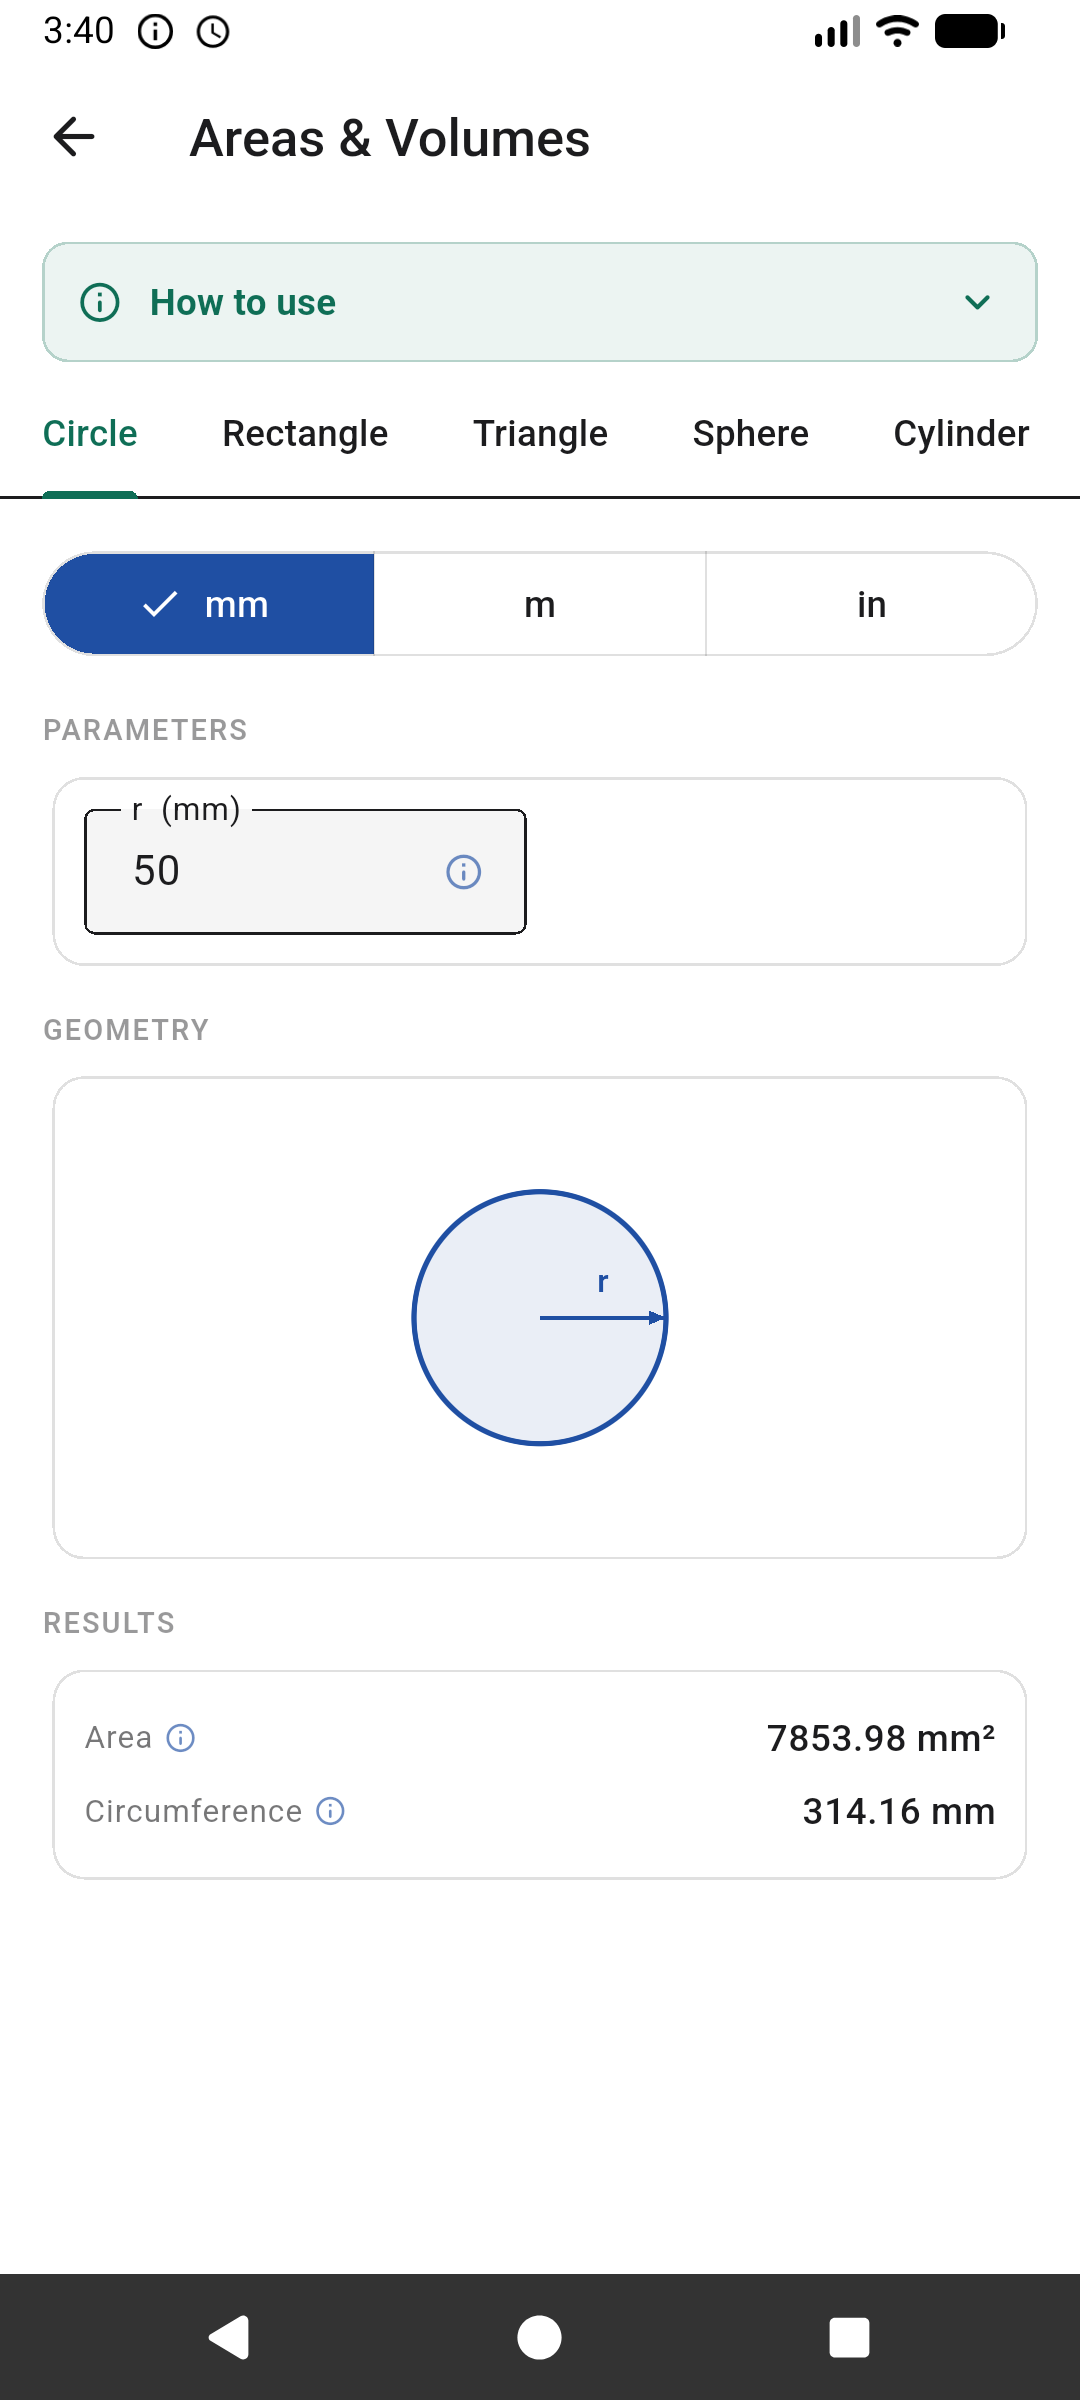 3:40
Areas & Volumes
How to use
Circle Rectangle Triangle Sphere Cylinder
mm m in
PARAMETERS
r (mm)
50
GEOMETRY
r
RESULTS
Area 7853.98 mm²
Circumference 314.16 mm